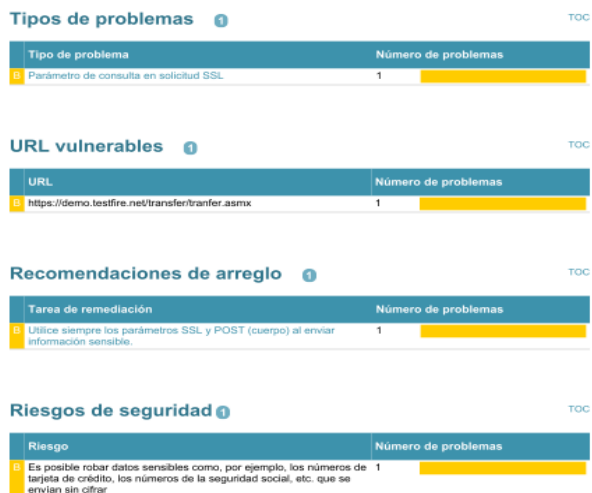 Tipos de problemas 1 TOC
Tipo de problema Número de problemas
B Parámetro de consulta en solicitud SSL 1
URL vulnerables 1 TOC
URL Número de problemas
B https://demo.testfire.net/transfer/tranfer.asmx 1
Recomendaciones de arreglo 1 TOC
Tarea de remediación Número de problemas
B Utilice siempre los parámetros SSL y POST (cuerpo) al enviar 1
información sensible.
Riesgos de seguridad 1 TOC
Riesgo Número de problemas
B Es posible robar datos sensibles como, por ejemplo, los números de 1
tarjeta de crédito, los números de la seguridad social, etc. que se
envían sin cifrar